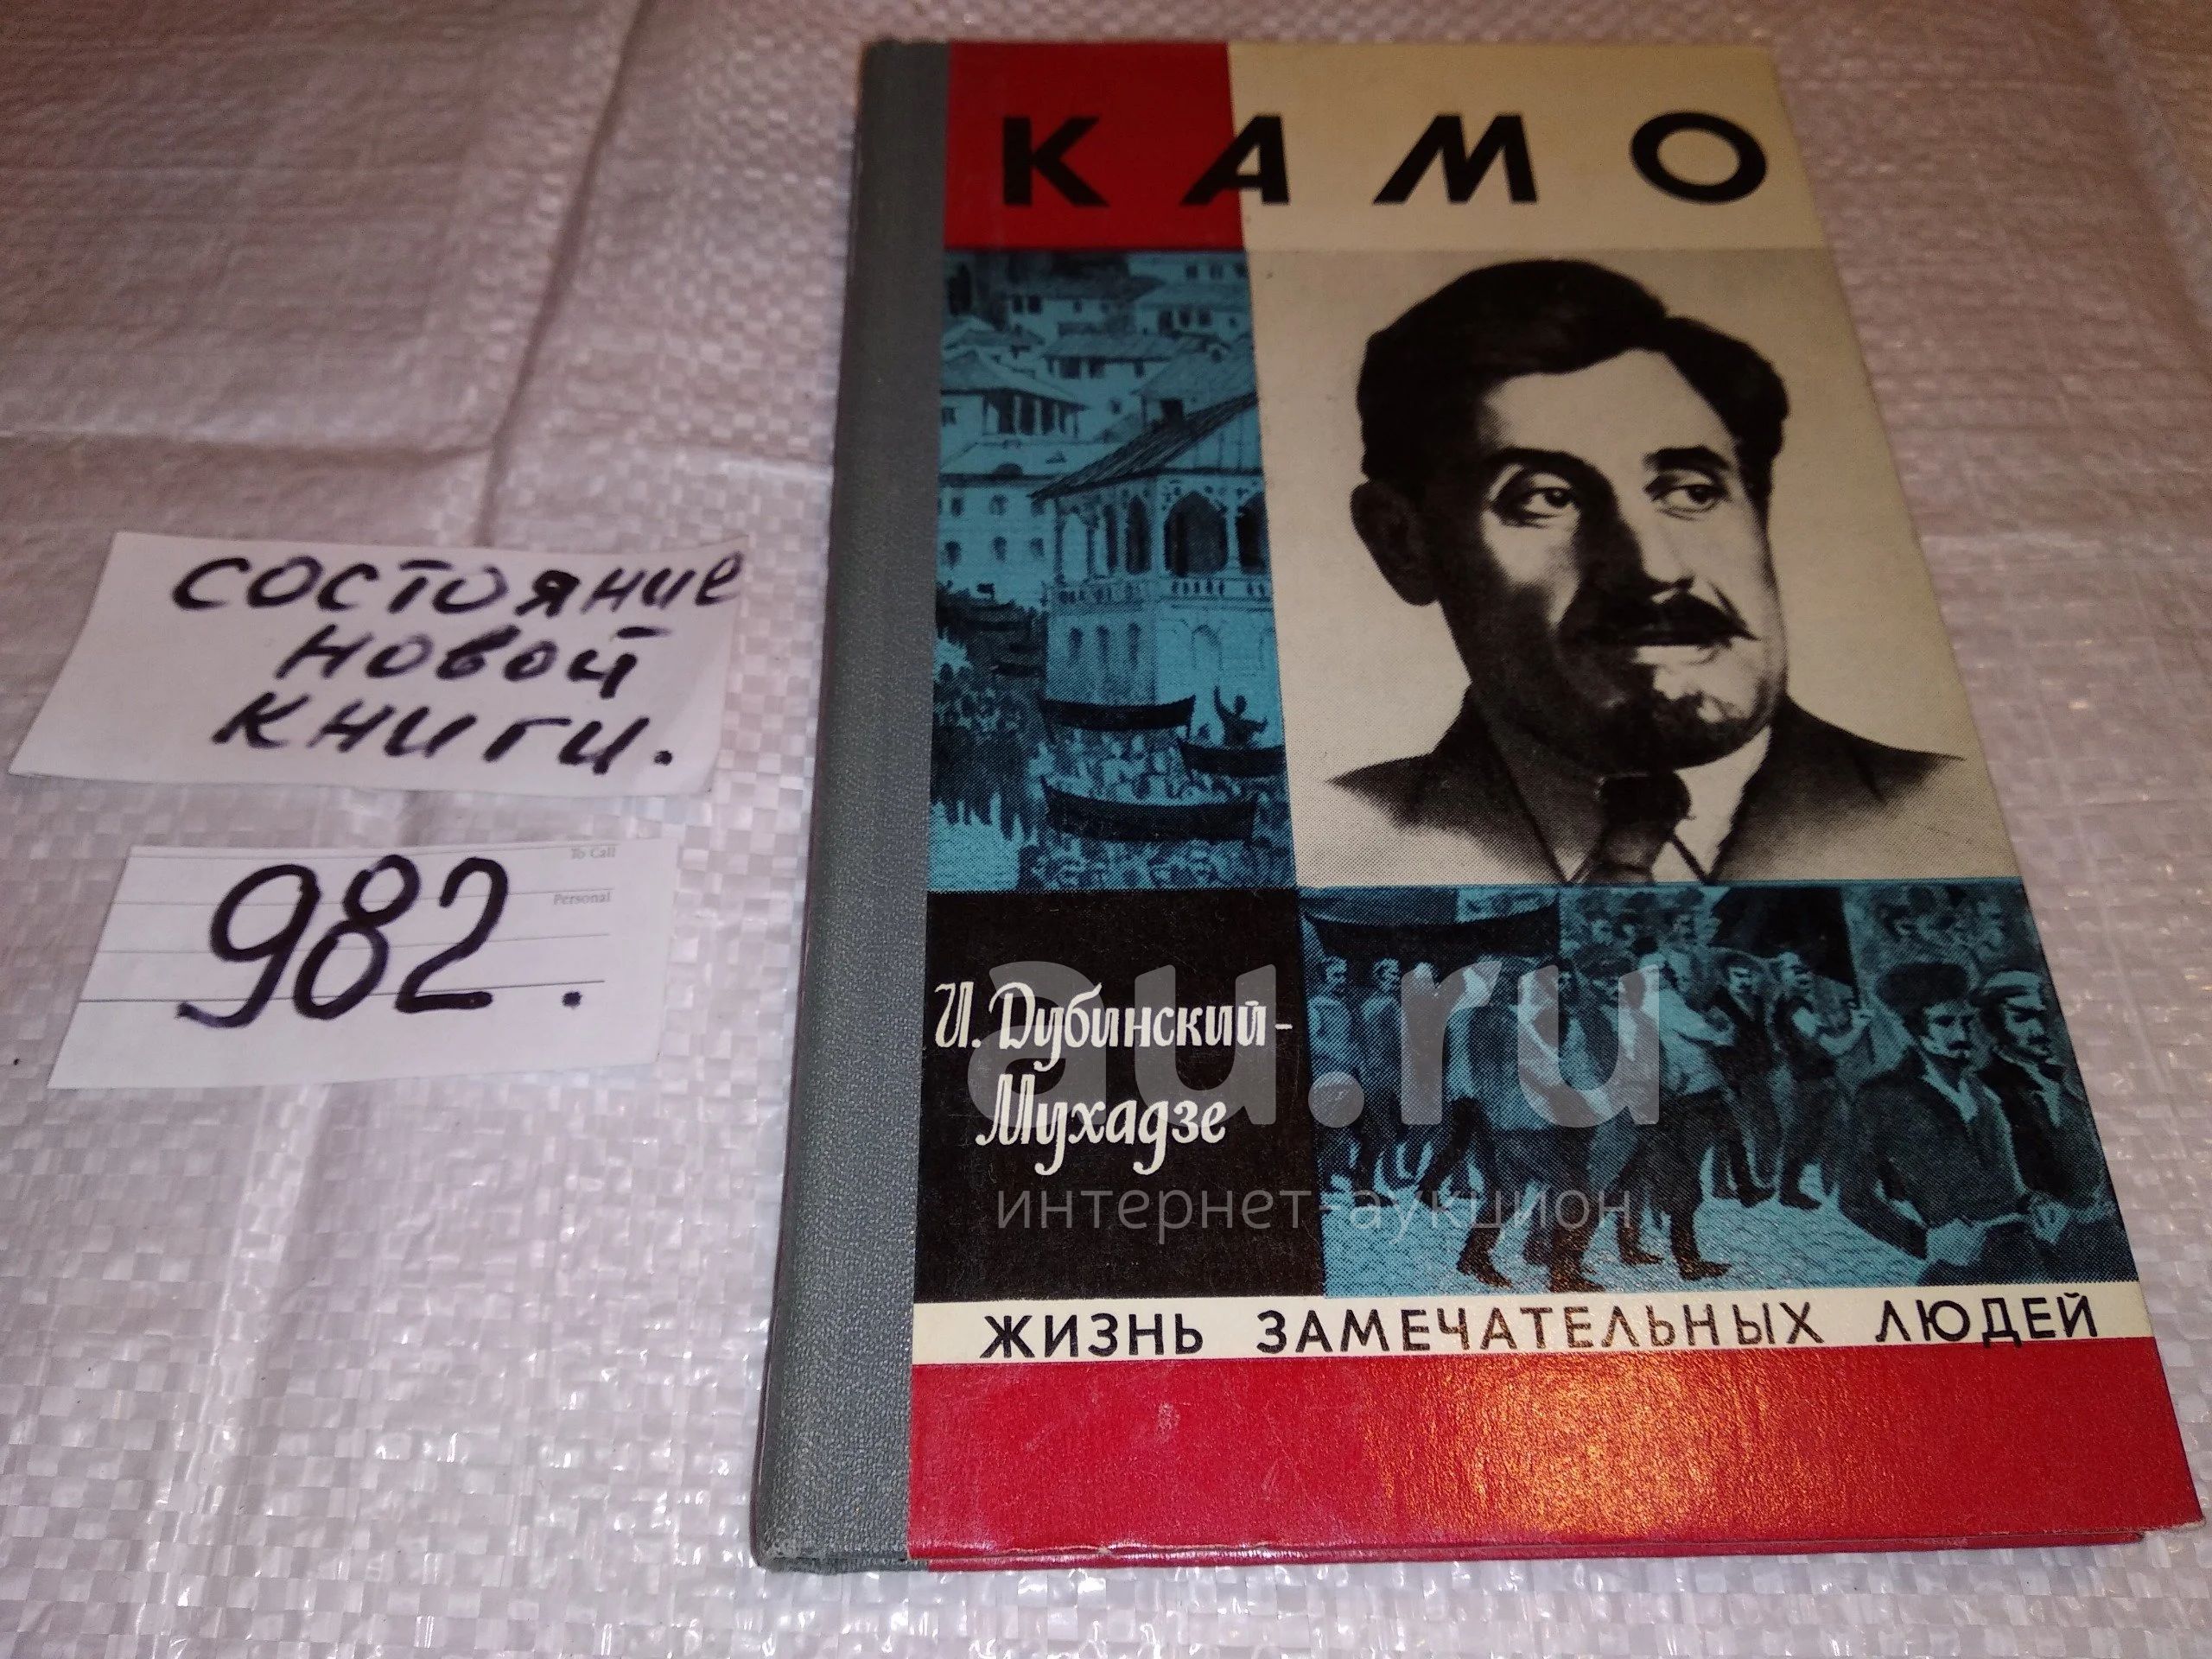 КАМО
состояние
новой
книги.
To Call
Personal
982.
И. Дубинский-
Мухадзе
au.ru
интернет-аукцион
ЖИЗНЬ ЗАМЕЧАТЕЛЬНЫХ ЛЮДЕЙ